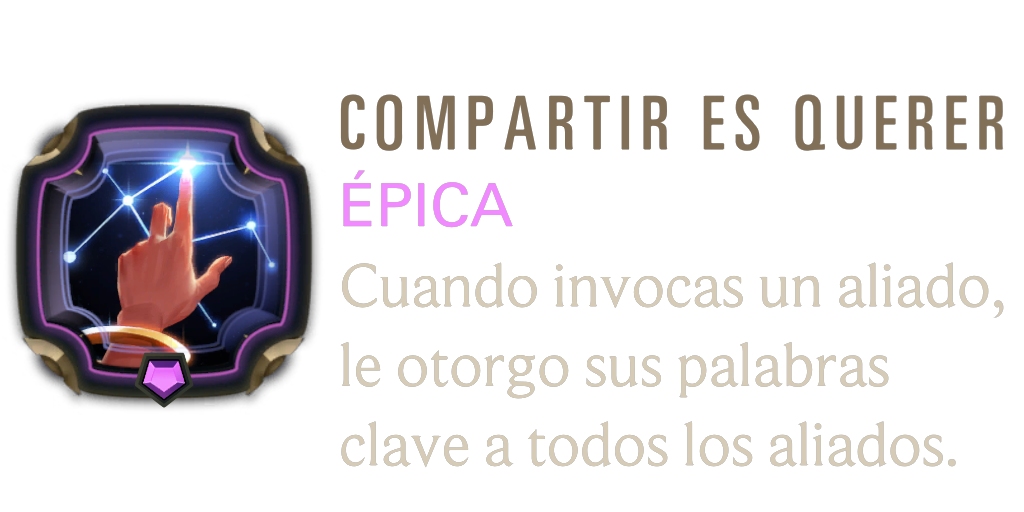 COMPARTIR ES QUERER
ÉPICA
Cuando invocas un aliado,
le otorgo sus palabras
clave a todos los aliados.